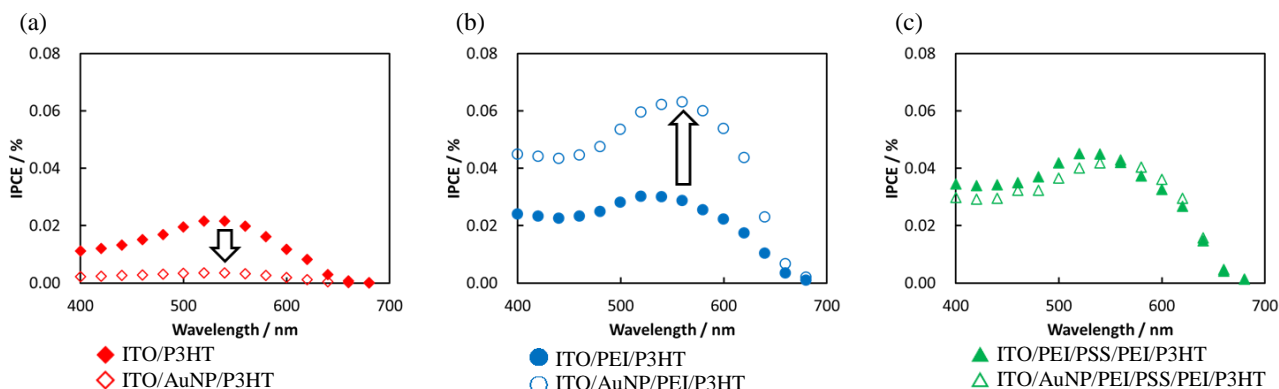 (a)
0.08
0.06
0.04
0.02
0.00
IPCE / %
400
500
600
700
Wavelength / nm
ITO/P3HT
ITO/AuNP/P3HT
(b)
0.08
0.06
0.04
0.02
0.00
IPCE / %
400
500
600
700
Wavelength / nm
ITO/PEI/P3HT
ITO/AuNP/PEI/P3HT
(c)
0.08
0.06
0.04
0.02
0.00
IPCE / %
400
500
600
700
Wavelength / nm
ITO/PEI/PSS/PEI/P3HT
ITO/AuNP/PEI/PSS/PEI/P3HT